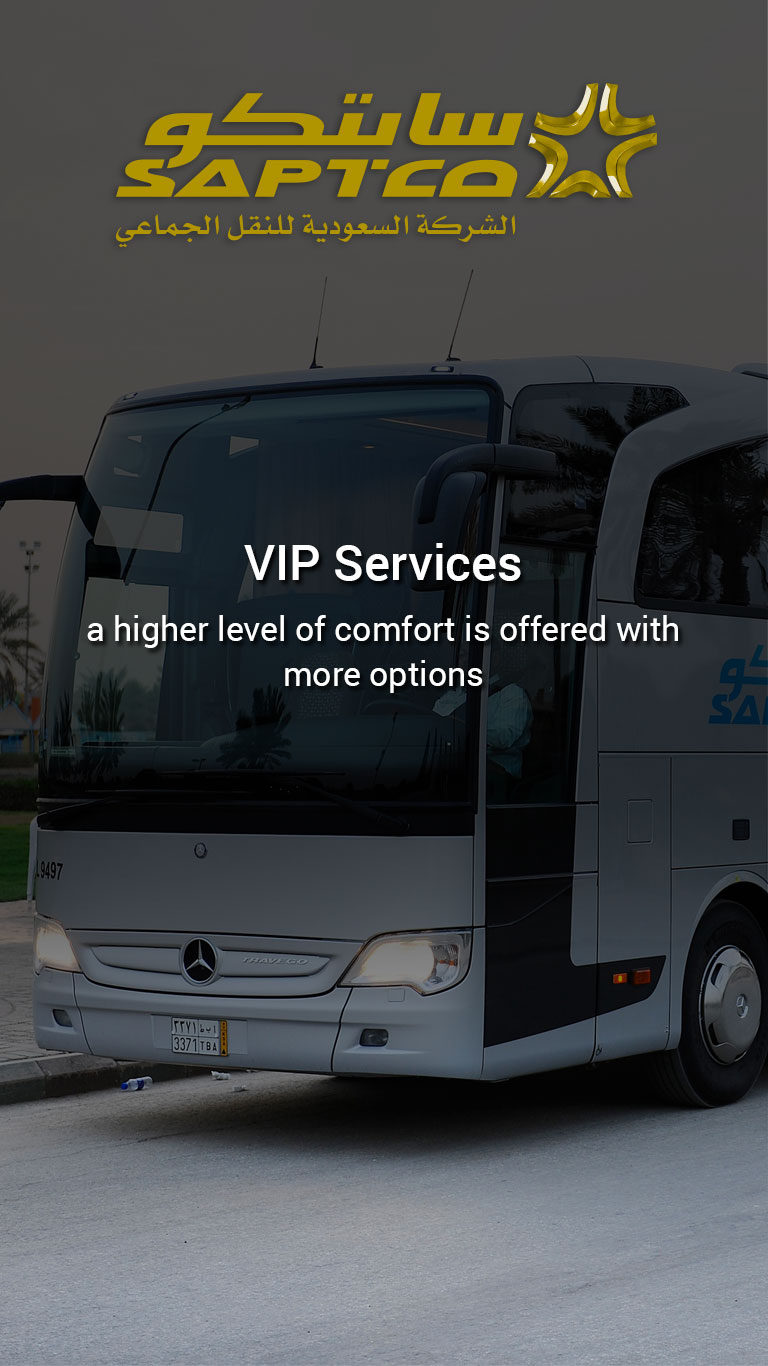 سابتكو
SAPTCO
الشركة السعودية للنقل الجماعي
VIP Services
a higher level of comfort is offered with
more options
L 9497
TRAVEGO
٣٣٧١ ا ب ط
3371 TBA